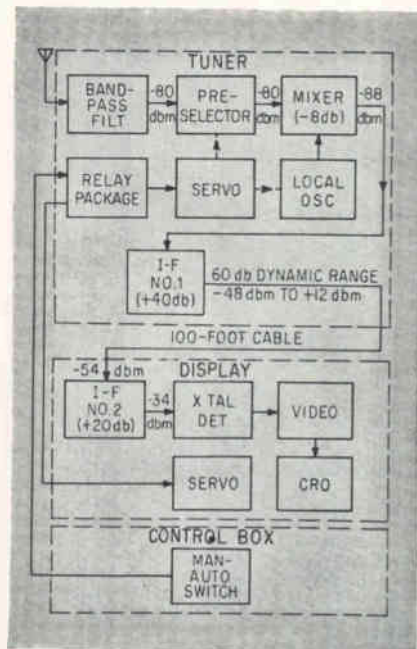 TUNER
BAND-
PASS
FILT
-80
dbm
PRE-
SELECTOR
-80
dbm
MIXER
(-8db)
-88
dbm
RELAY
PACKAGE
SERVO
LOCAL
OSC
I-F
NO.1
(+40db)
60 db DYNAMIC RANGE
-48 dbm TO +12 dbm
100-FOOT CABLE
-54 dbm
DISPLAY
I-F
NO.2
(+20db)
-34
dbm
X TAL
DET
VIDEO
SERVO
CRO
CONTROL BOX
MAN-
AUTO
SWITCH